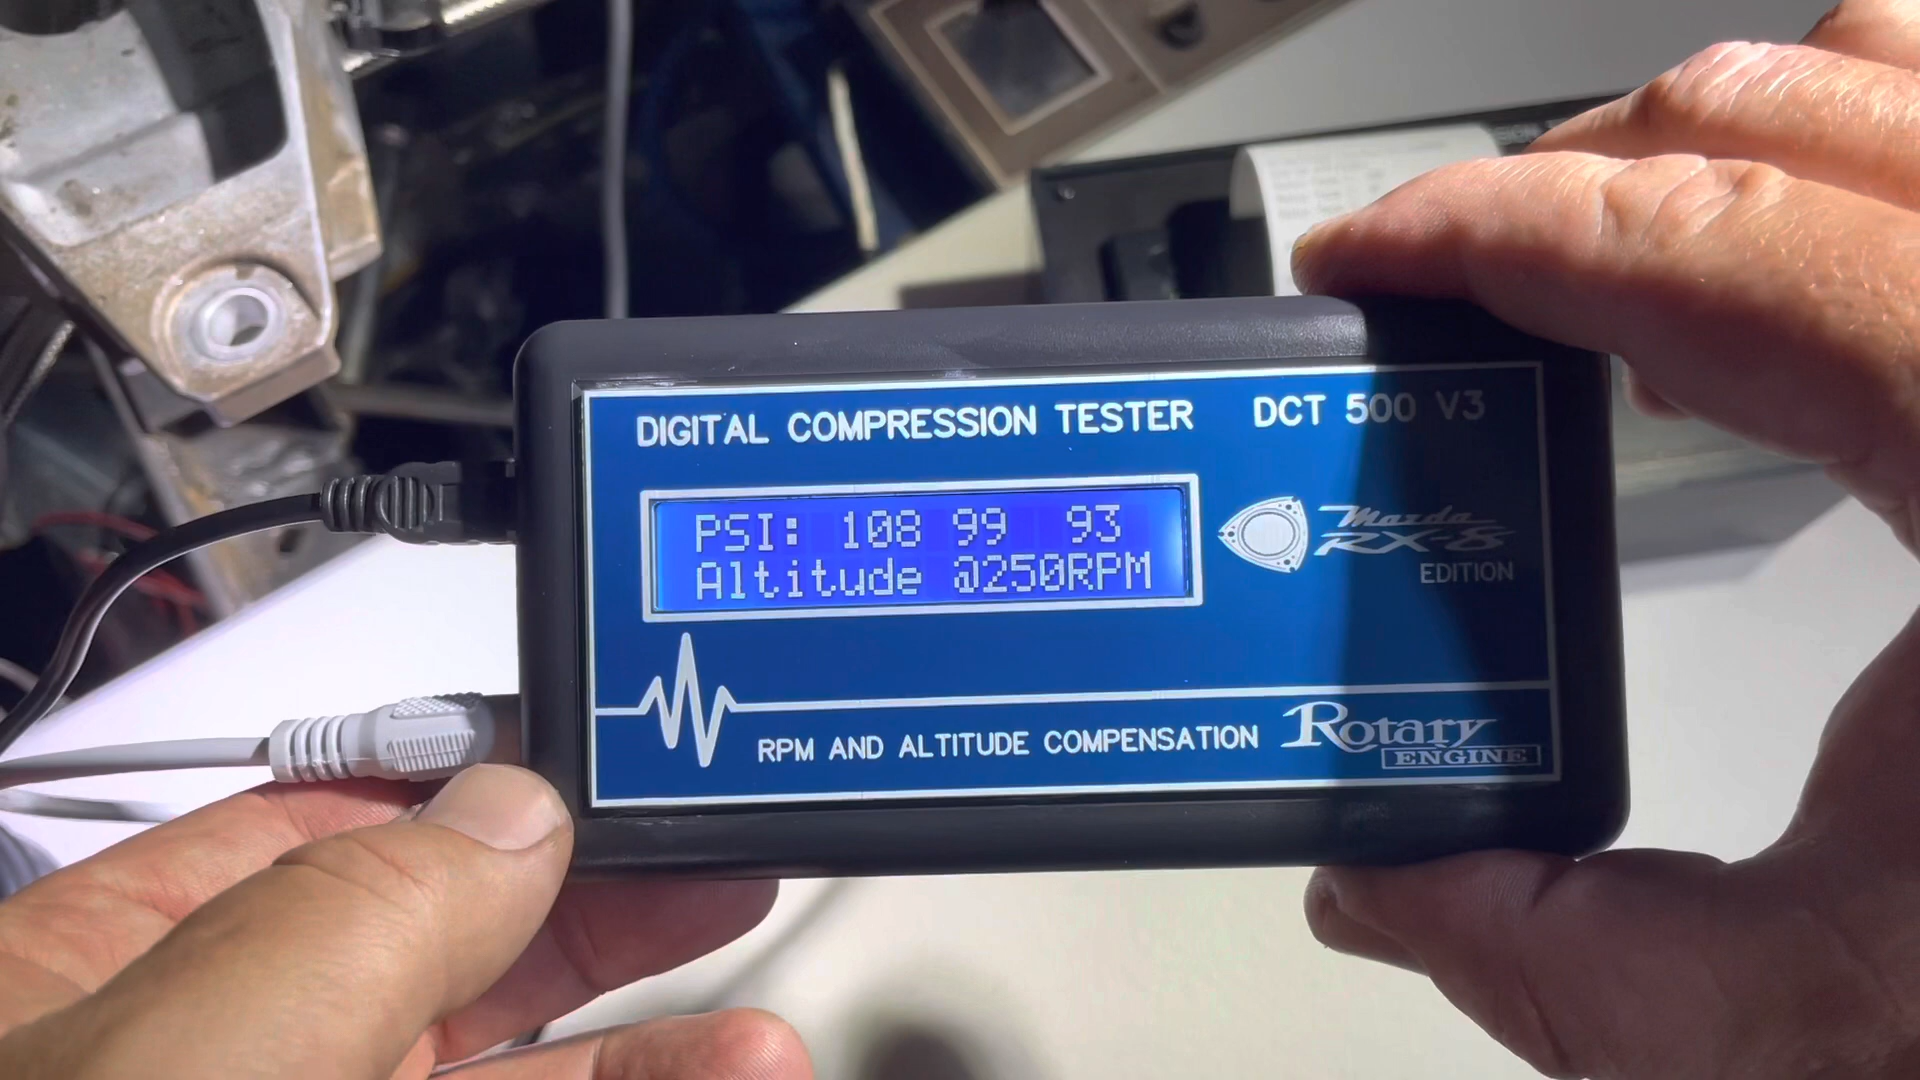 DIGITAL COMPRESSION TESTER DCT 500 V3
PSI: 108 99 93
Altitude @250RPM
Mazda
RX-8
EDITION
RPM AND ALTITUDE COMPENSATION
Rotary
ENGINE